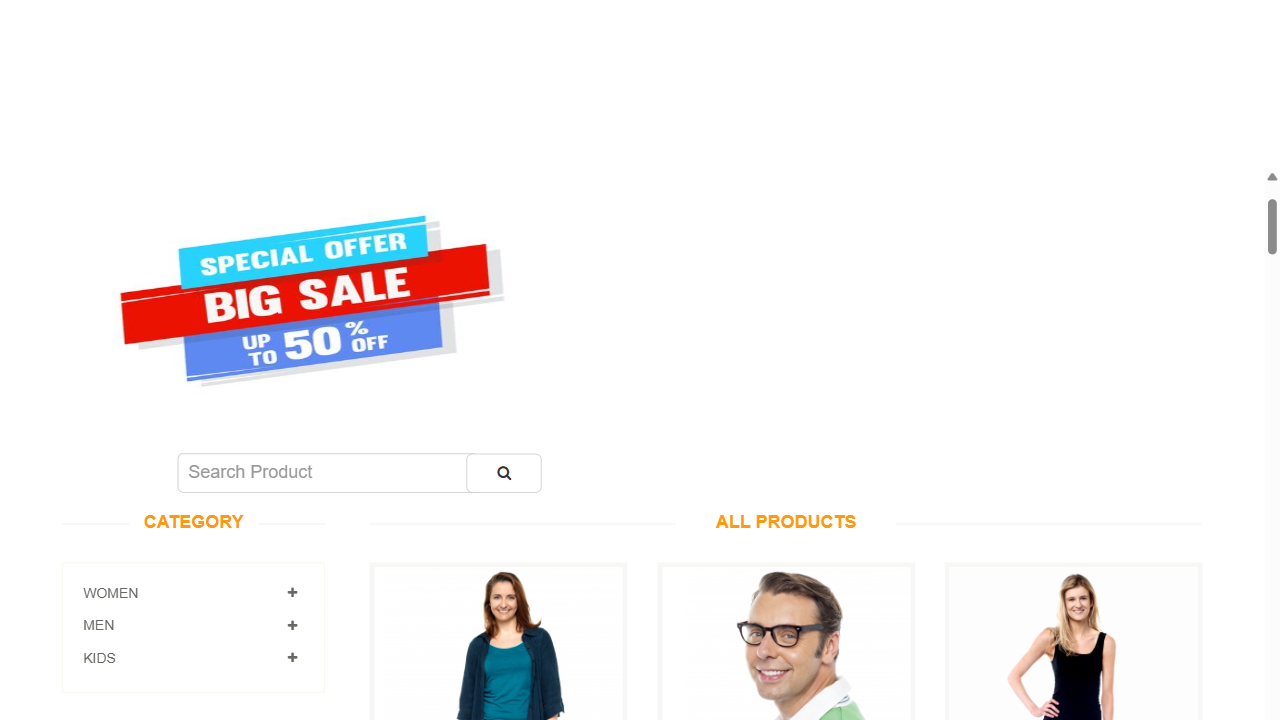 SPECIAL OFFER
BIG SALE
UP TO 50% OFF
Search Product
CATEGORY
ALL PRODUCTS
WOMEN
MEN
KIDS